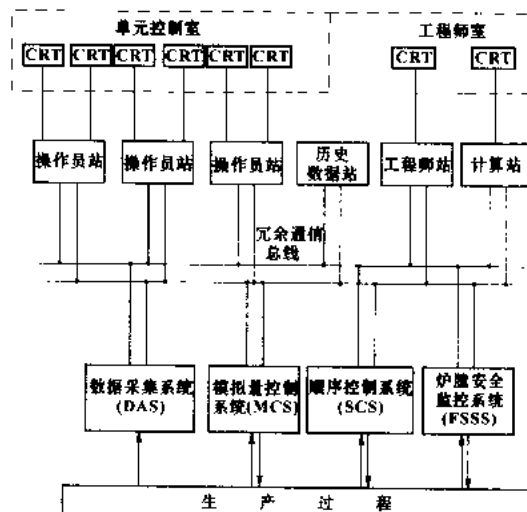 单元控制室
工程师室
CRT
CRT
CRT
CRT
CRT
CRT
CRT
CRT
操作员站
操作员站
操作员站
历史
数据站
工程师站
计算站
冗余通信
总线
数据采集系统
(DAS)
模拟量控制
系统(MCS)
顺序控制系统
(SCS)
炉膛安全
监控系统
(FSSS)
生产过程